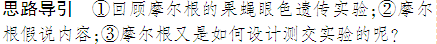 思路导引　①回顾摩尔根的果蝇眼色遗传实验;②摩尔
根假说内容;③摩尔根又是如何设计测交实验的呢?